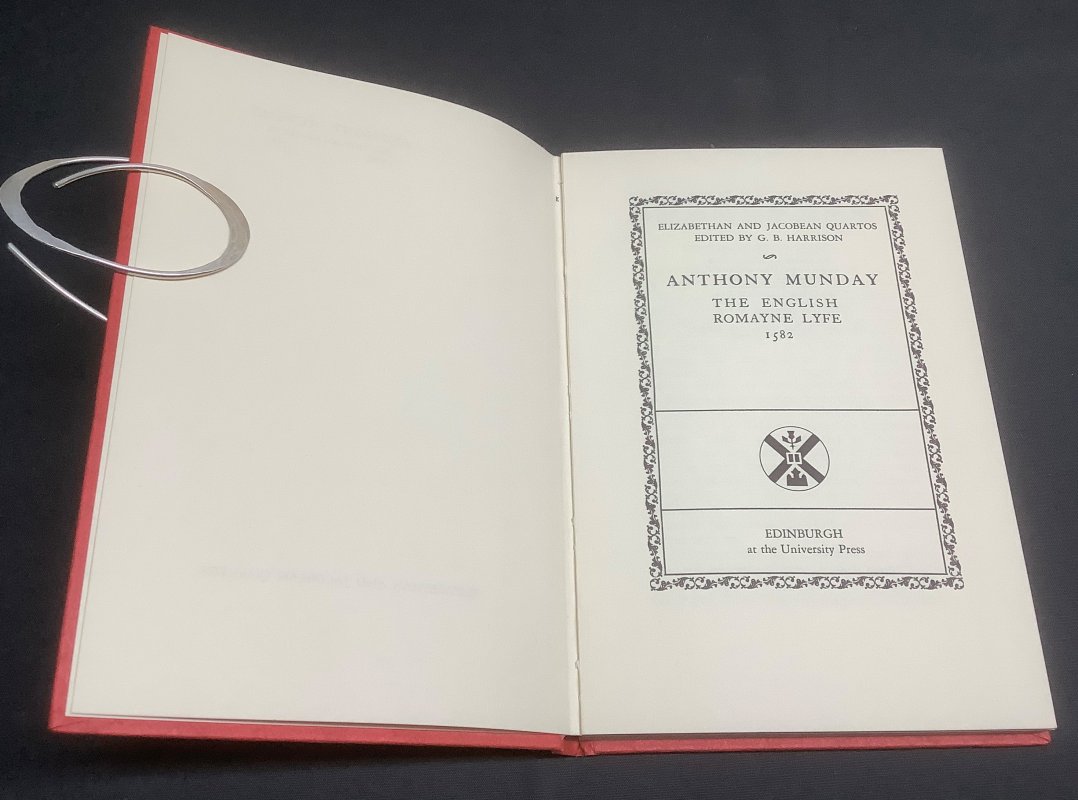 ELIZABETHAN AND JACOBEAN QUARTOS
EDITED BY G. B. HARRISON
ANTHONY MUNDAY
THE ENGLISH
ROMAYNE LYFE
1582
EDINBURGH
at the University Press